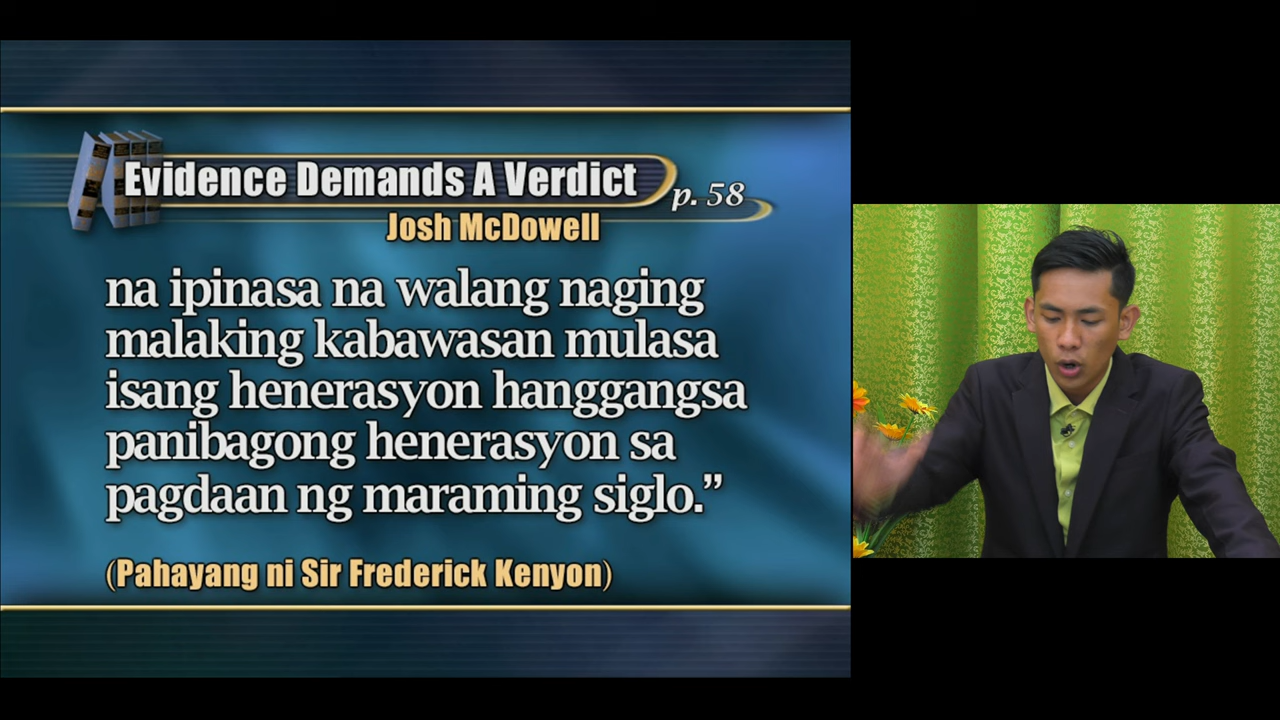 Evidence Demands A Verdict p. 58
Josh McDowell
na ipinasa na walang naging
malaking kabawasan mulasa
isang henerasyon hanggangsa
panibagong henerasyon sa
pagdaan ng maraming siglo.”
(Pahayang ni Sir Frederick Kenyon)